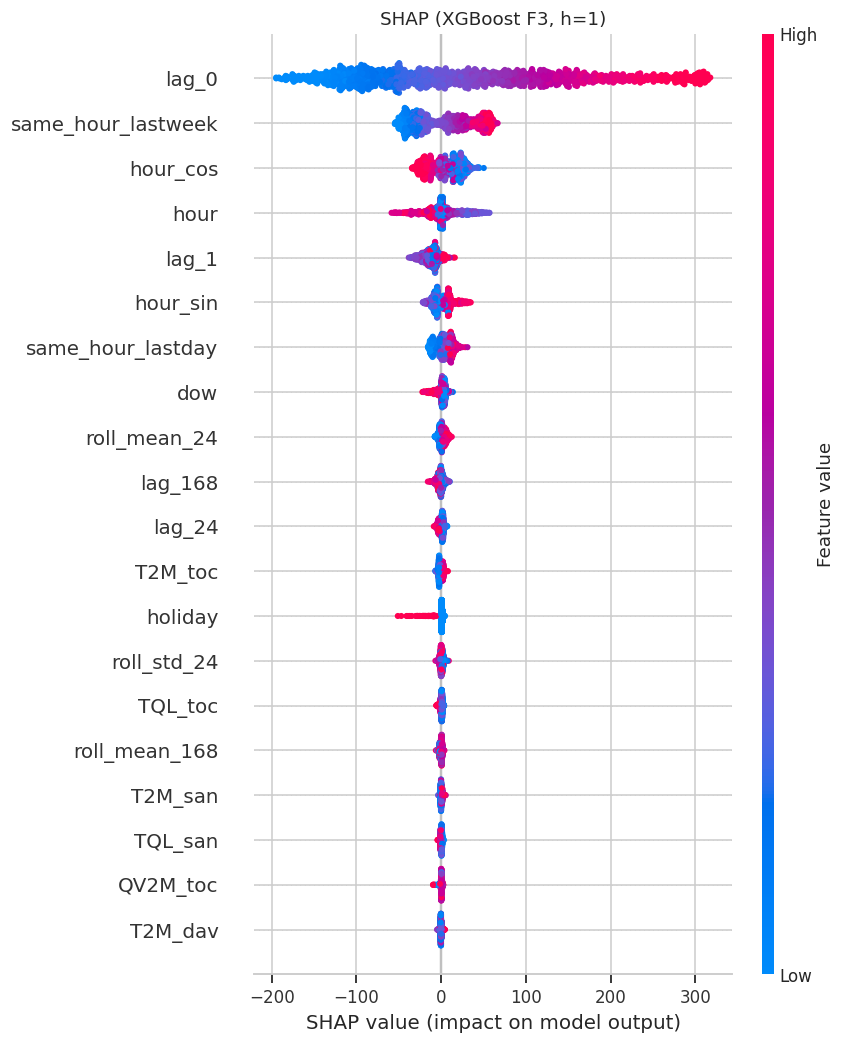 SHAP (XGBoost F3, h=1)
High
lag_0
same_hour_lastweek
hour_cos
hour
lag_1
hour_sin
same_hour_lastday
dow
roll_mean_24
lag_168
lag_24
T2M_toc
holiday
roll_std_24
TQL_toc
roll_mean_168
T2M_san
TQL_san
QV2M_toc
T2M_dav
Feature value
Low
−200 −100 0 100 200 300
SHAP value (impact on model output)